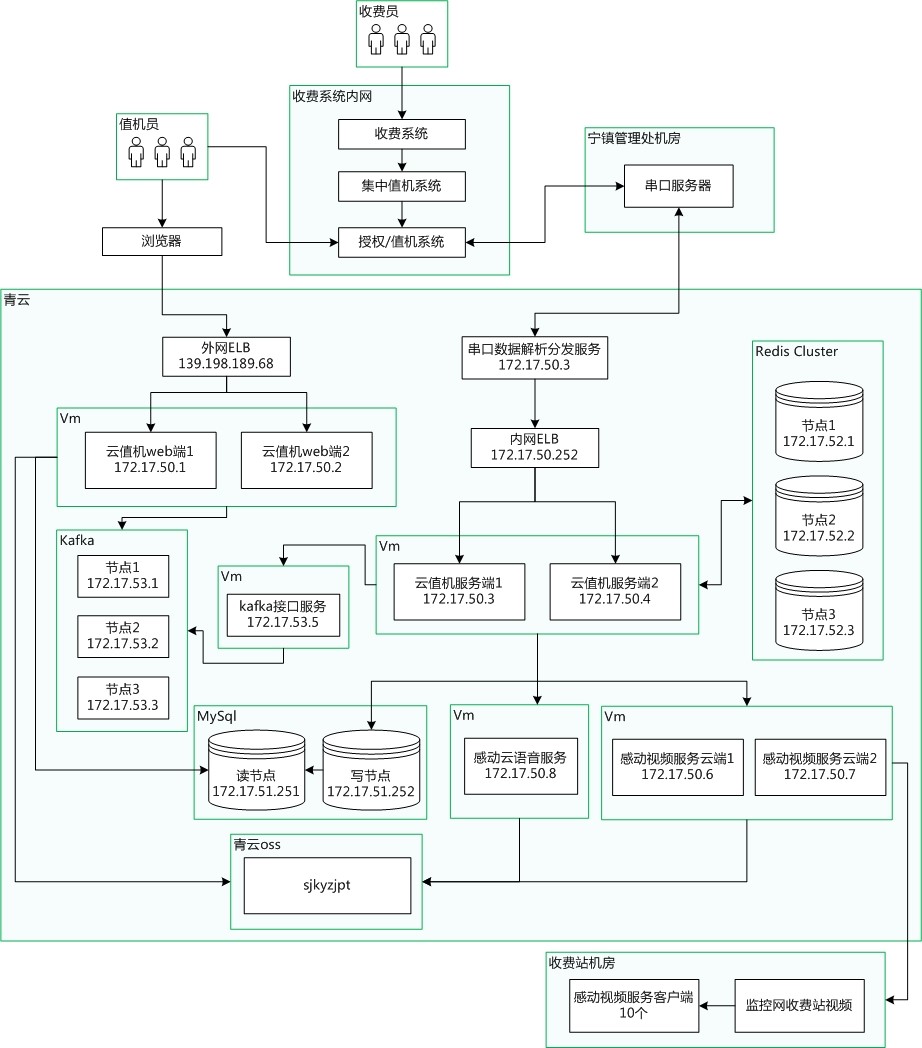 收费员
收费系统内网
收费系统
集中值机系统
授权/值机系统
值机员
浏览器
宁镇管理处机房
串口服务器
青云
外网ELB
139.198.189.68
串口数据解析分发服务
172.17.50.3
内网ELB
172.17.50.252
Redis Cluster
节点1
172.17.52.1
节点2
172.17.52.2
节点3
172.17.52.3
Vm
云值机web端1
172.17.50.1
云值机web端2
172.17.50.2
Kafka
节点1
172.17.53.1
节点2
172.17.53.2
节点3
172.17.53.3
Vm
kafka接口服务
172.17.53.5
Vm
云值机服务端1
172.17.50.3
云值机服务端2
172.17.50.4
MySql
读节点
172.17.51.251
写节点
172.17.51.252
Vm
感动云语音服务
172.17.50.8
Vm
感动视频服务云端1
172.17.50.6
感动视频服务云端2
172.17.50.7
青云oss
sjkyzjpt
收费站机房
感动视频服务客户端
10个
监控网收费站视频